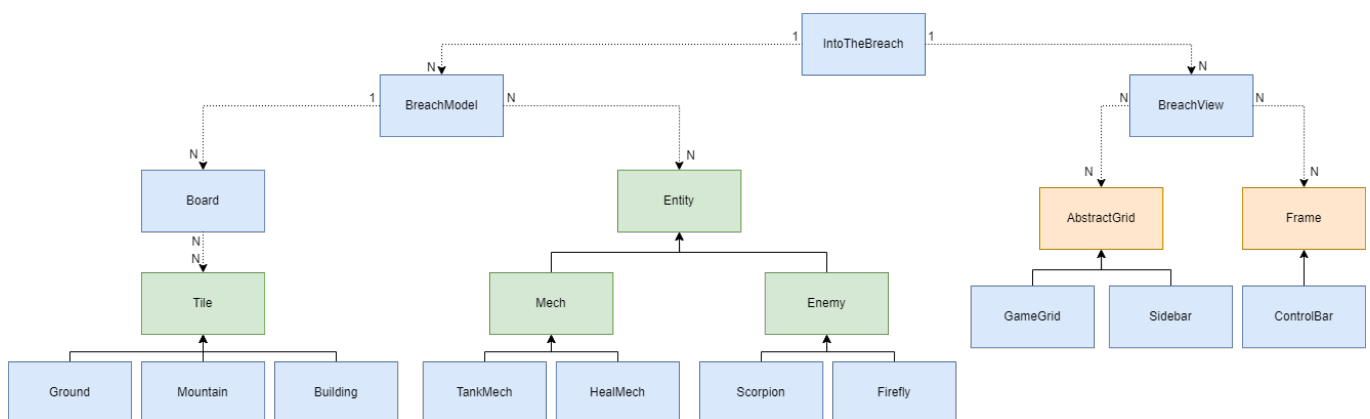 IntoTheBreach
1
1
N
N
BreachModel
BreachView
1
N
N
N
N
N
N
N
Board
Entity
AbstractGrid
Frame
N
N
Tile
Mech
Enemy
GameGrid
Sidebar
ControlBar
Ground
Mountain
Building
TankMech
HealMech
Scorpion
Firefly